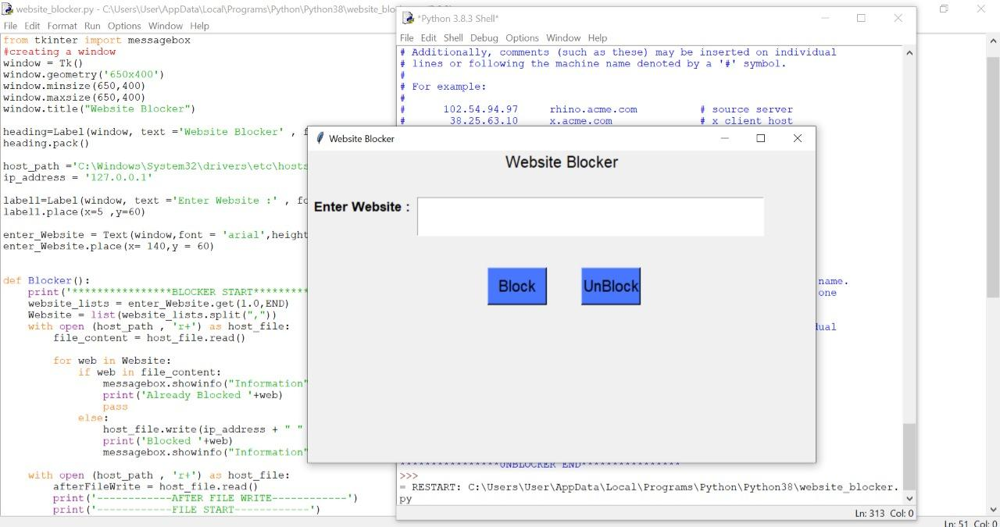 website_blocker.py - C:\Users\User\AppData\Local\Programs\Python\Python38\website_blo
File Edit Format Run Options Window Help
from tkinter import messagebox
#creating a window
window = Tk()
window.geometry('650x400')
window.minsize(650,400)
window.maxsize(650,400)
window.title("Website Blocker")
heading=Label(window, text ='Website Blocker' , f
heading.pack()
host_path ='C:\Windows\System32\drivers\etc\hosts
ip_address = '127.0.0.1'
label1=Label(window, text ='Enter Website :' , fo
label1.place(x=5 ,y=60)
enter_Website = Text(window,font = 'arial',height
enter_Website.place(x= 140,y = 60)
def Blocker():
    print('****************BLOCKER START*********
    website_lists = enter_Website.get(1.0,END)
    Website = list(website_lists.split(","))
    with open (host_path , 'r+') as host_file:
        file_content = host_file.read()
        for web in Website:
            if web in file_content:
                messagebox.showinfo("Information"
                print('Already Blocked '+web)
                pass
            else:
                host_file.write(ip_address + " "
                print('Blocked '+web)
                messagebox.showinfo("Information"
    with open (host_path , 'r+') as host_file:
        afterFileWrite = host_file.read()
        print('------------AFTER FILE WRITE------------')
        print('------------FILE START------------')
*Python 3.8.3 Shell*
File Edit Shell Debug Options Window Help
# Additionally, comments (such as these) may be inserted on individual
# lines or following the machine name denoted by a '#' symbol.
#
# For example:
#
#      102.54.94.97     rhino.acme.com          # source server
#       38.25.63.10     x.acme.com              # x client host
name.
one
dual
Website Blocker
Website Blocker
Enter Website :
Block
UnBlock
****************UNBLOCKER END****************
>>>
= RESTART: C:\Users\User\AppData\Local\Programs\Python\Python38\website_blocker.
py
Ln: 313 Col: 0
Ln: 51 Col: 0